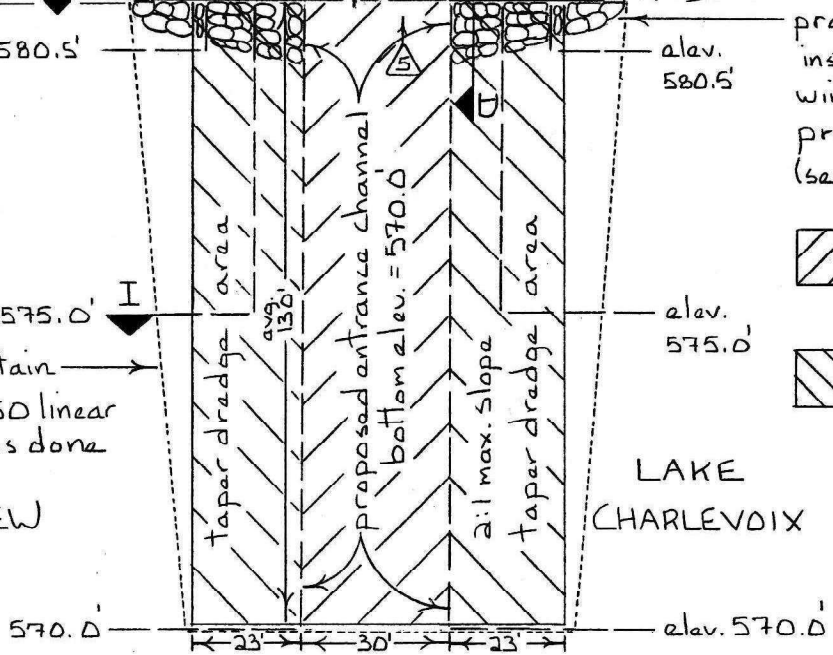 580.5'
575.0'
I
tain
50 linear
s done
EW
570.0'
taper dredge area
avg.
130'
proposed entrance channel
bottom elev. = 570.0'
5
D
2:1 max. slope
taper dredge area
elev.
580.5'
elev.
575.0'
LAKE
CHARLEVOIX
elev. 570.0'
23'
30'
23'
pro
ins
wi
pr
(se